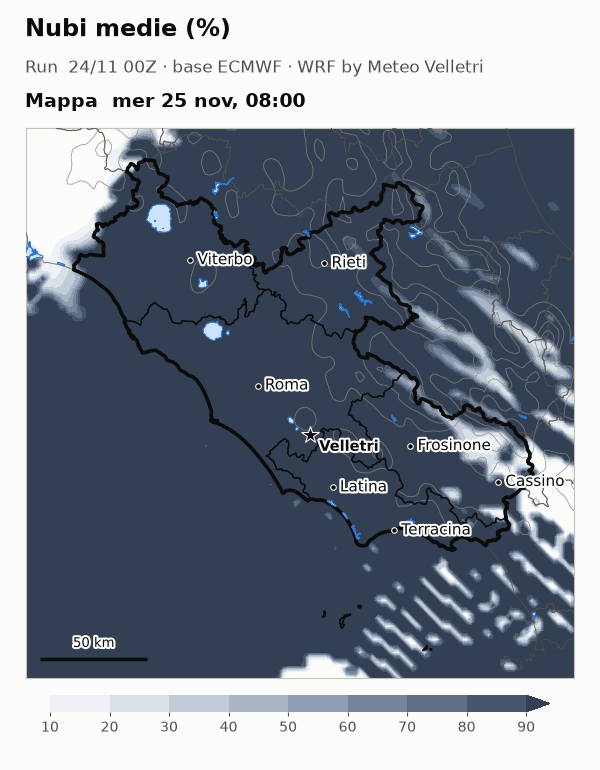 Nubi medie (%)
Run  24/11 00Z · base ECMWF · WRF by Meteo Velletri
Mappa  mer 25 nov, 08:00
Viterbo
Rieti
Roma
Velletri
Frosinone
Cassino
Latina
Terracina
50 km
10 20 30 40 50 60 70 80 90